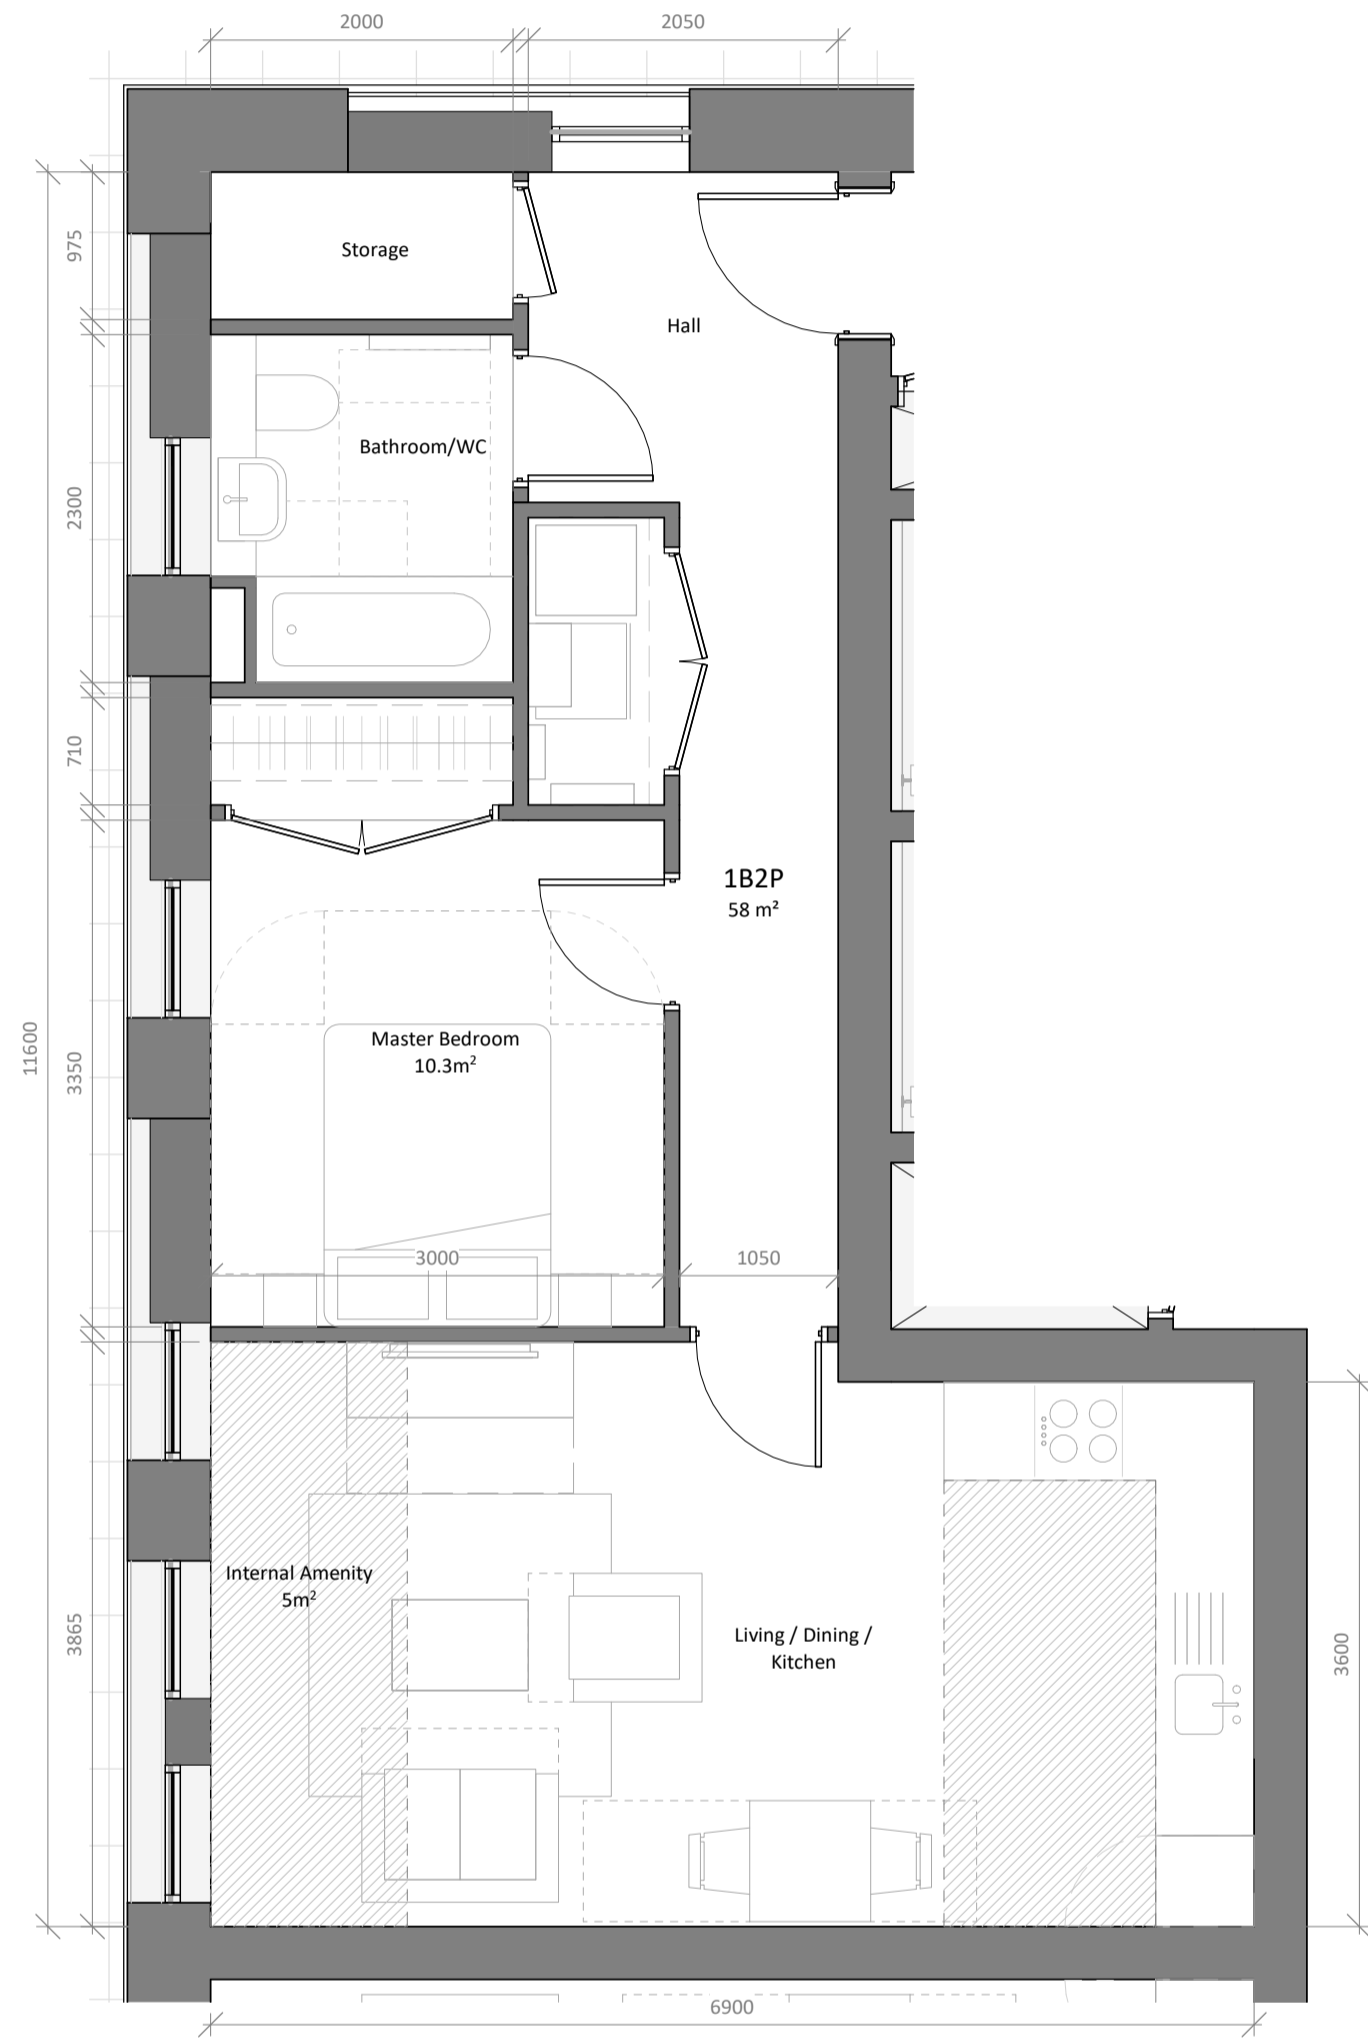 2000
2050
975
Storage
Hall
Bathroom/WC
2300
710
1B2P
58 m²
11600
3350
Master Bedroom
10.3m²
3000
1050
Internal Amenity
5m²
3865
Living / Dining /
Kitchen
3600
6900